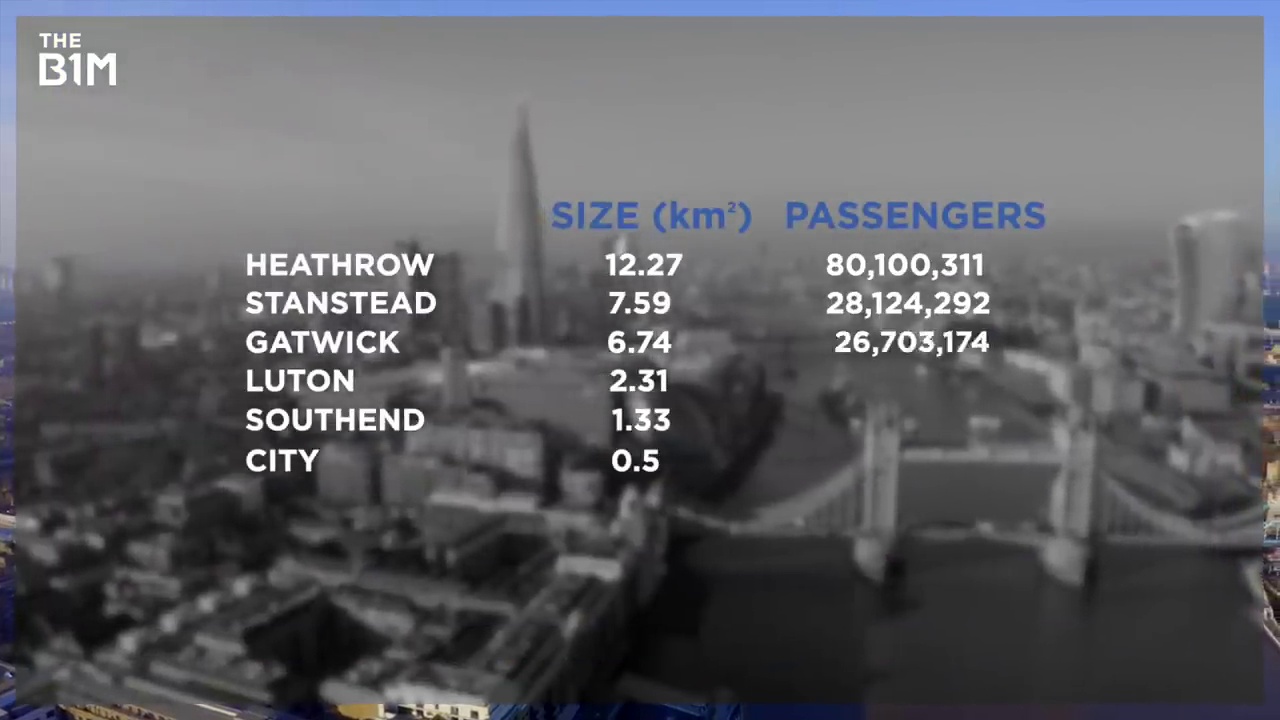 THE
B1M
SIZE (km²) PASSENGERS
HEATHROW 12.27 80,100,311
STANSTEAD 7.59 28,124,292
GATWICK 6.74 26,703,174
LUTON 2.31
SOUTHEND 1.33
CITY 0.5